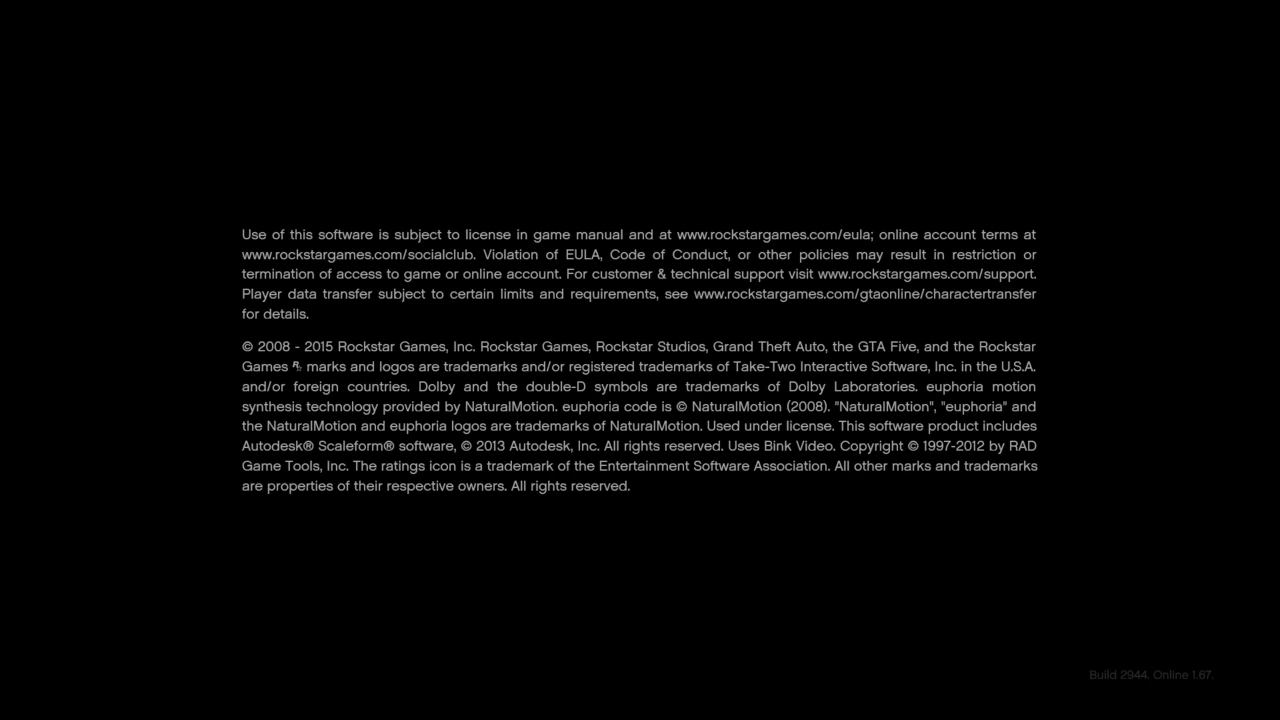 Use of this software is subject to license in game manual and at www.rockstargames.com/eula; online account terms at
www.rockstargames.com/socialclub. Violation of EULA, Code of Conduct, or other policies may result in restriction or
termination of access to game or online account. For customer & technical support visit www.rockstargames.com/support.
Player data transfer subject to certain limits and requirements, see www.rockstargames.com/gtaonline/charactertransfer
for details.
© 2008 - 2015 Rockstar Games, Inc. Rockstar Games, Rockstar Studios, Grand Theft Auto, the GTA Five, and the Rockstar
Games R* marks and logos are trademarks and/or registered trademarks of Take-Two Interactive Software, Inc. in the U.S.A.
and/or foreign countries. Dolby and the double-D symbols are trademarks of Dolby Laboratories. euphoria motion
synthesis technology provided by NaturalMotion. euphoria code is © NaturalMotion (2008). "NaturalMotion", "euphoria" and
the NaturalMotion and euphoria logos are trademarks of NaturalMotion. Used under license. This software product includes
Autodesk® Scaleform® software, © 2013 Autodesk, Inc. All rights reserved. Uses Bink Video. Copyright © 1997-2012 by RAD
Game Tools, Inc. The ratings icon is a trademark of the Entertainment Software Association. All other marks and trademarks
are properties of their respective owners. All rights reserved.
Build 2944. Online 1.67.